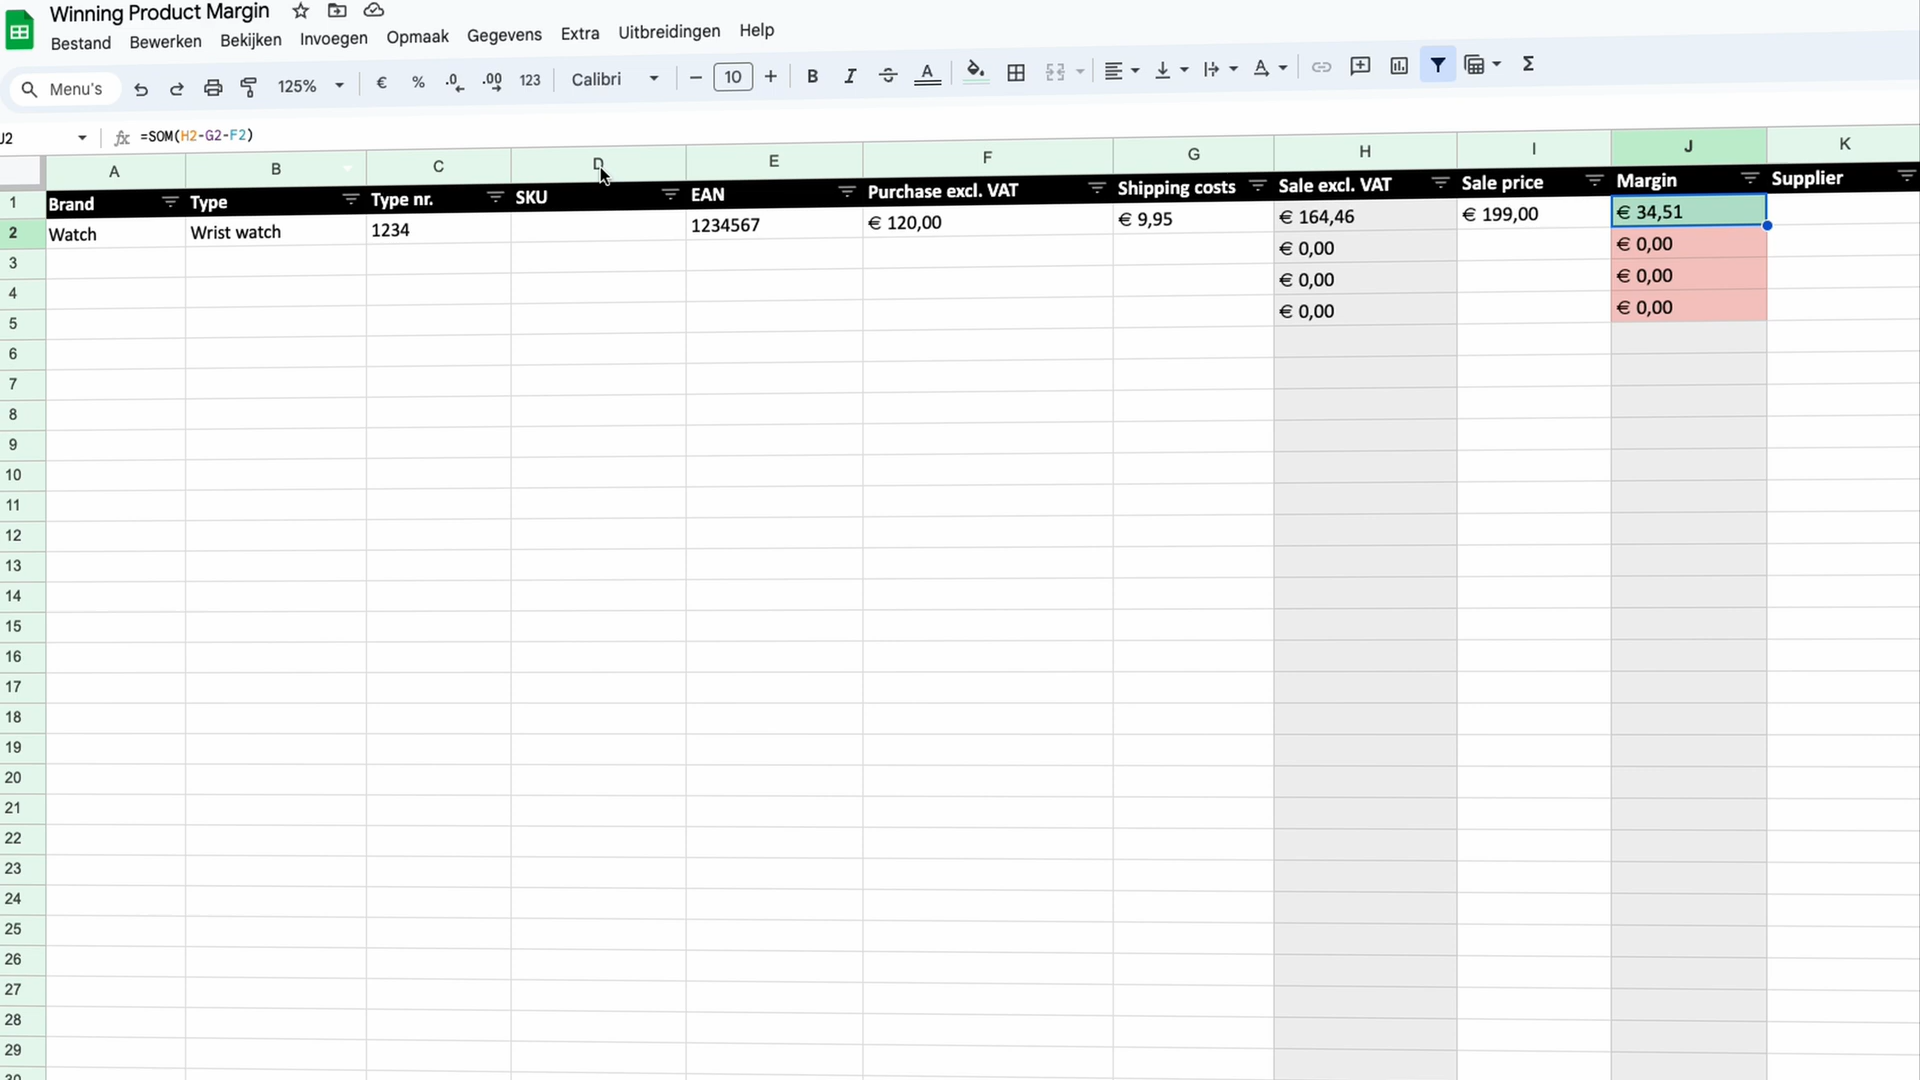 Winning Product Margin
Bestand Bewerken Bekijken Invoegen Opmaak Gegevens Extra Uitbreidingen Help
Menu's 125% € % .0 .00 123 Calibri 10 B I A Σ
J2 fx =SOM(H2-G2-F2)
A B C D E F G H I J K
1 Brand Type Type nr. SKU EAN Purchase excl. VAT Shipping costs Sale excl. VAT Sale price Margin Supplier
2 Watch Wrist watch 1234 1234567 € 120,00 € 9,95 € 164,46 € 199,00 € 34,51
3 € 0,00 € 0,00
4 € 0,00 € 0,00
5 € 0,00 € 0,00
6
7
8
9
10
11
12
13
14
15
16
17
18
19
20
21
22
23
24
25
26
27
28
29
30